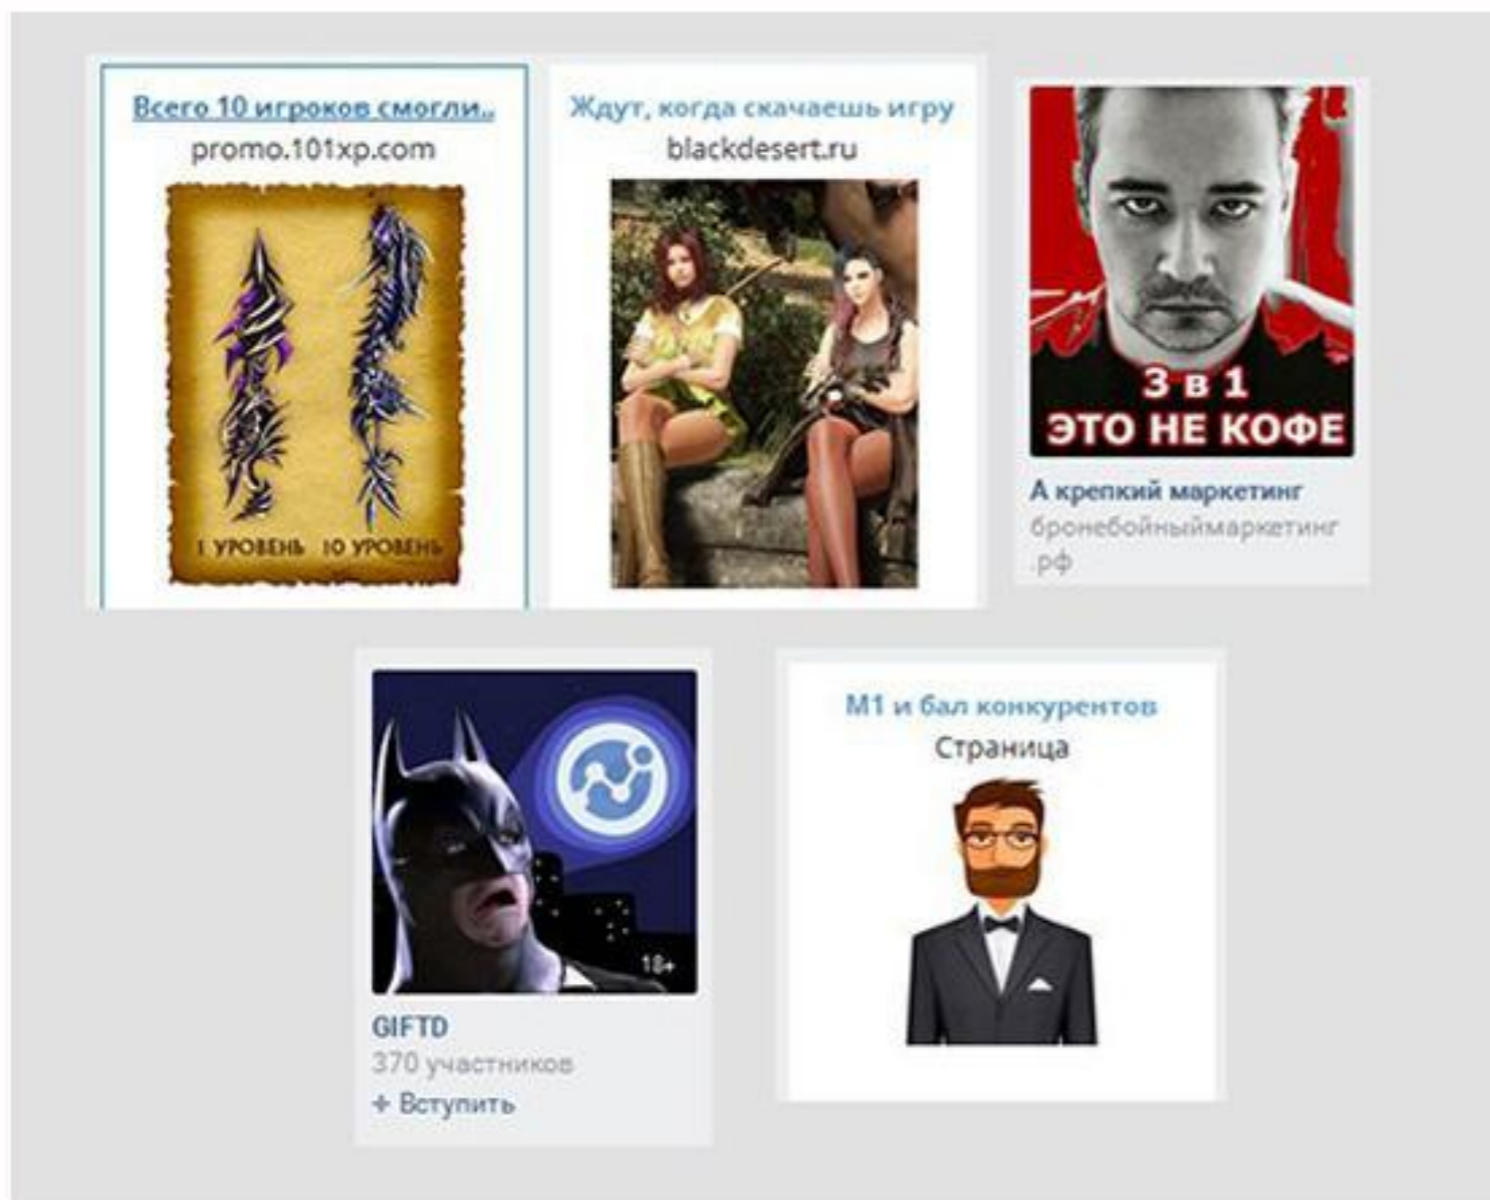 Всего 10 игроков смогли..
promo.101xp.com
1 УРОВЕНЬ 10 УРОВЕНЬ
Ждут, когда скачаешь игру
blackdesert.ru
3 в 1
ЭТО НЕ КОФЕ
А крепкий маркетинг
бронебойныймаркетинг
.рф
18+
GIFTD
370 участников
+ Вступить
М1 и бал конкурентов
Страница